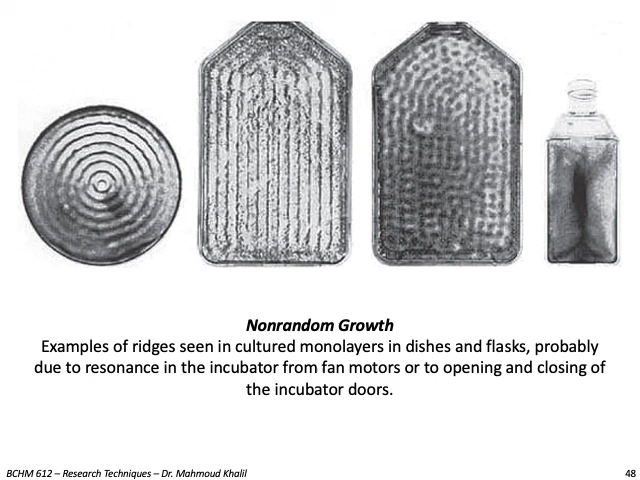 Nonrandom Growth
Examples of ridges seen in cultured monolayers in dishes and flasks, probably
due to resonance in the incubator from fan motors or to opening and closing of
the incubator doors.
BCHM 612 – Research Techniques – Dr. Mahmoud Khalil
48